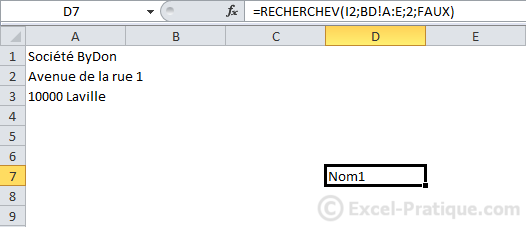 D7
fx
=RECHERCHEV(I2;BD!A:E;2;FAUX)
A B C D E
1 Société ByDon
2 Avenue de la rue 1
3 10000 Laville
4
5
6
7 Nom1
8
9
© Excel-Pratique.com